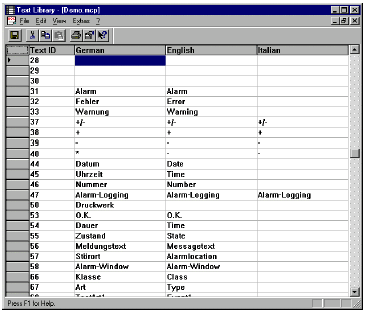 Text Library - [Demo.mcp]
File Edit View Extras ?
Text ID German English Italian
28
29
30
31 Alarm Alarm
32 Fehler Error
33 Warnung Warning
37 +/- +/- +/-
38 + + +
39 - - -
40 * - -
44 Datum Date
45 Uhrzeit Time
46 Nummer Number
47 Alarm-Logging Alarm-Logging Alarm-Logging
50 Druckwerk
53 O.K. O.K.
54 Dauer Time
55 Zustand State
56 Meldungstext Messagetext
57 Störort Alarmlocation
58 Alarm-Window Alarm-Window
66 Klasse Class
67 Art Type
Press F1 for Help.